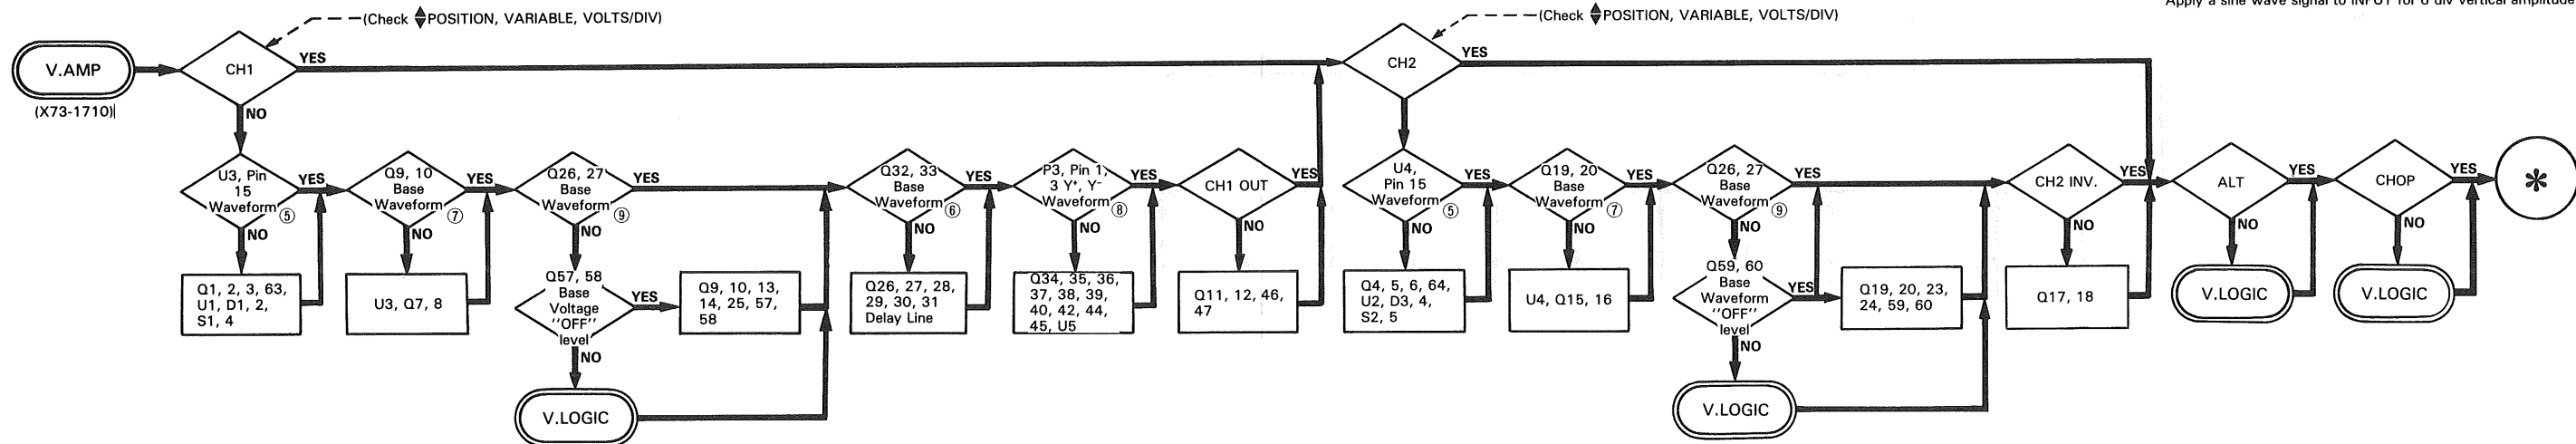 (Check ▲▼POSITION, VARIABLE, VOLTS/DIV)
(Check ▲▼POSITION, VARIABLE, VOLTS/DIV)
Apply a sine wave signal to INPUT for 6 div vertical amplitude
V.AMP
(X73-1710)
CH1
YES
NO
CH2
YES
U3, Pin
15
Waveform ⑤
YES
NO
Q1, 2, 3, 63,
U1, D1, 2,
S1, 4
Q9, 10
Base
Waveform ⑦
YES
NO
U3, Q7, 8
Q26, 27
Base
Waveform ⑨
YES
NO
Q57, 58
Base
Voltage
"OFF"
level
YES
NO
Q9, 10, 13,
14, 25, 57,
58
V.LOGIC
Q32, 33
Base
Waveform ⑥
YES
NO
Q26, 27, 28,
29, 30, 31
Delay Line
P3, Pin 1,
3 Y⁺, Y⁻
Waveform ⑧
YES
NO
Q34, 35, 36,
37, 38, 39,
40, 42, 44,
45, U5
CH1 OUT
YES
NO
Q11, 12, 46,
47
U4,
Pin 15
Waveform ⑤
YES
NO
Q4, 5, 6, 64,
U2, D3, 4,
S2, 5
Q19, 20
Base
Waveform ⑦
YES
NO
U4, Q15, 16
Q26, 27
Base
Waveform ⑨
YES
NO
Q59, 60
Base
Waveform
"OFF"
level
YES
NO
Q19, 20, 23,
24, 59, 60
V.LOGIC
CH2 INV.
YES
NO
Q17, 18
ALT
YES
NO
V.LOGIC
CHOP
YES
NO
V.LOGIC
*